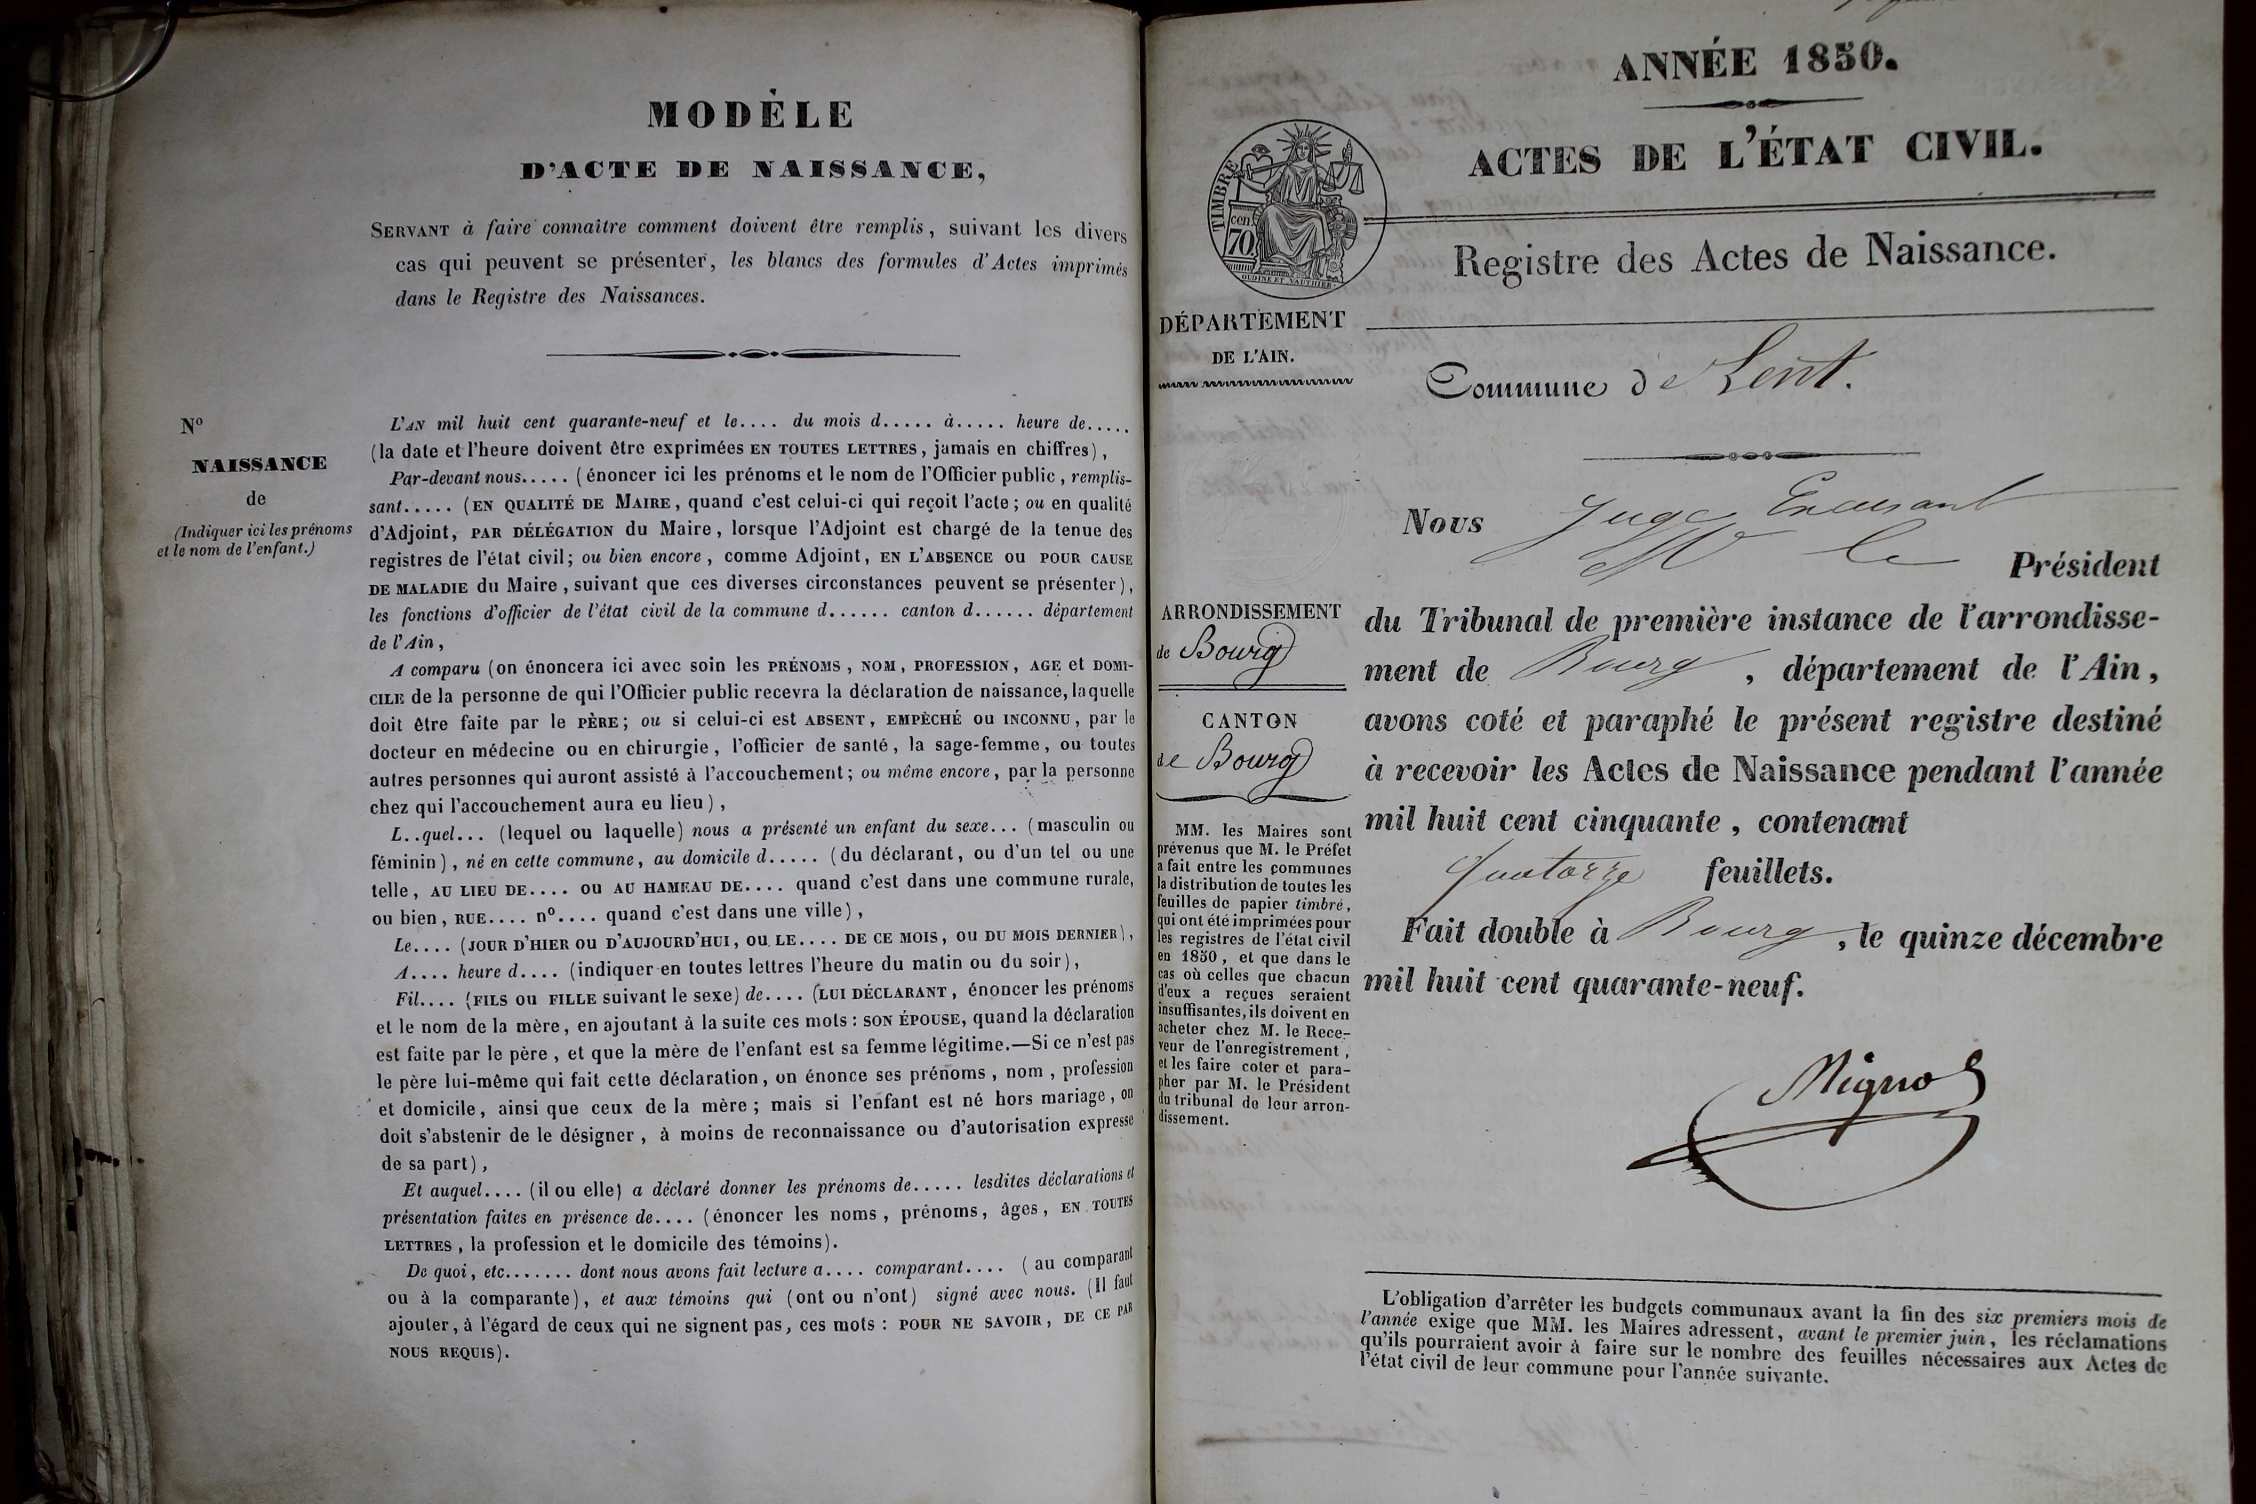 MODÈLE
D'ACTE DE NAISSANCE,
SERVANT à faire connaître comment doivent être remplis, suivant les divers
cas qui peuvent se présenter, les blancs des formules d'Actes imprimés
dans le Registre des Naissances.
N°
NAISSANCE
de
(Indiquer ici les prénoms
et le nom de l'enfant.)
L'AN mil huit cent quarante-neuf et le.... du mois d..... à..... heure de.....
(la date et l'heure doivent être exprimées EN TOUTES LETTRES, jamais en chiffres),
Par-devant nous..... (énoncer ici les prénoms et le nom de l'Officier public, remplis-
sant..... (EN QUALITÉ DE MAIRE, quand c'est celui-ci qui reçoit l'acte; ou en qualité
d'Adjoint, PAR DÉLÉGATION du Maire, lorsque l'Adjoint est chargé de la tenue des
registres de l'état civil; ou bien encore, comme Adjoint, EN L'ABSENCE OU POUR CAUSE
DE MALADIE du Maire, suivant que ces diverses circonstances peuvent se présenter),
les fonctions d'officier de l'état civil de la commune d...... canton d...... département
de l'Ain,
A comparu (on énoncera ici avec soin les PRÉNOMS, NOM, PROFESSION, AGE et DOMI-
CILE de la personne de qui l'Officier public recevra la déclaration de naissance, laquelle
doit être faite par le PÈRE; ou si celui-ci est ABSENT, EMPÈCHÉ OU INCONNU, par le
docteur en médecine ou en chirurgie, l'officier de santé, la sage-femme, ou toutes
autres personnes qui auront assisté à l'accouchement; ou même encore, par la personne
chez qui l'accouchement aura eu lieu),
L..quel... (lequel ou laquelle) nous a présenté un enfant du sexe... (masculin ou
féminin), né en cette commune, au domicile d..... (du déclarant, ou d'un tel ou une
telle, AU LIEU DE.... OU AU HAMEAU DE.... quand c'est dans une commune rurale,
ou bien, RUE.... n°.... quand c'est dans une ville),
Le.... (JOUR D'HIER OU D'AUJOURD'HUI, OU LE.... DE CE MOIS, OU DU MOIS DERNIER),
A.... heure d.... (indiquer en toutes lettres l'heure du matin ou du soir),
Fil.... (FILS OU FILLE suivant le sexe) de.... (LUI DÉCLARANT, énoncer les prénoms
et le nom de la mère, en ajoutant à la suite ces mots : SON ÉPOUSE, quand la déclaration
est faite par le père, et que la mère de l'enfant est sa femme légitime.—Si ce n'est pas
le père lui-même qui fait cette déclaration, on énonce ses prénoms, nom, profession
et domicile, ainsi que ceux de la mère; mais si l'enfant est né hors mariage, on
doit s'abstenir de le désigner, à moins de reconnaissance ou d'autorisation expresse
de sa part),
Et auquel.... (il ou elle) a déclaré donner les prénoms de..... lesdites déclarations et
présentation faites en présence de.... (énoncer les noms, prénoms, âges, EN TOUTES
LETTRES, la profession et le domicile des témoins).
De quoi, etc....... dont nous avons fait lecture a.... comparant.... (au comparant
ou à la comparante), et aux témoins qui (ont ou n'ont) signé avec nous. (Il faut
ajouter, à l'égard de ceux qui ne signent pas, ces mots : POUR NE SAVOIR, DE CE PAR
NOUS REQUIS).
ANNÉE 1850.
ACTES DE L'ÉTAT CIVIL.
TIMBRE
cen.
70
OUDINE ET NAUTHIER
Registre des Actes de Naissance.
DÉPARTEMENT
DE L'AIN.
Commune de Lent.
ARRONDISSEMENT
de Bourg
CANTON
de Bourg
MM. les Maires sont
prévenus que M. le Préfet
a fait entre les communes
la distribution de toutes les
feuilles de papier timbré,
qui ont été imprimées pour
les registres de l'état civil
en 1850, et que dans le
cas où celles que chacun
d'eux a reçues seraient
insuffisantes, ils doivent en
acheter chez M. le Rece-
veur de l'enregistrement,
et les faire coter et para-
pher par M. le Président
du tribunal de leur arron-
dissement.
Nous Juge
Mr le Président
du Tribunal de première instance de l'arrondisse-
ment de Bourg, département de l'Ain,
avons coté et paraphé le présent registre destiné
à recevoir les Actes de Naissance pendant l'année
mil huit cent cinquante, contenant
Quatorze feuillets.
Fait double à Bourg, le quinze décembre
mil huit cent quarante-neuf.
L'obligation d'arrêter les budgets communaux avant la fin des six premiers mois de
l'année exige que MM. les Maires adressent, avant le premier juin, les réclamations
qu'ils pourraient avoir à faire sur le nombre des feuilles nécessaires aux Actes de
l'état civil de leur commune pour l'année suivante.